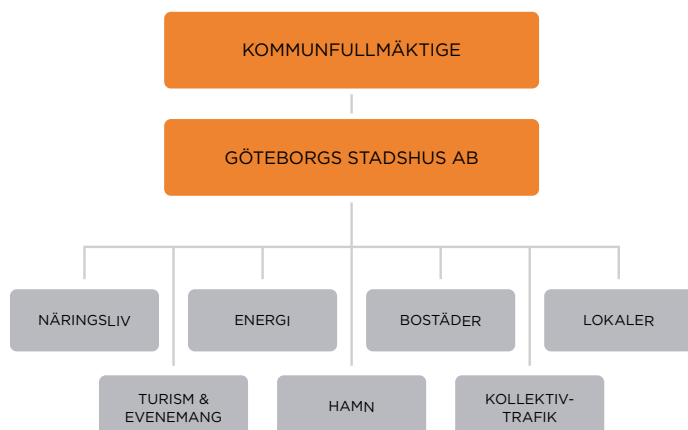 KOMMUNFULLMÄKTIGE
GÖTEBORGS STADSHUS AB
NÄRINGSLIV
ENERGI
BOSTÄDER
LOKALER
TURISM &
EVENEMANG
HAMN
KOLLEKTIV-
TRAFIK